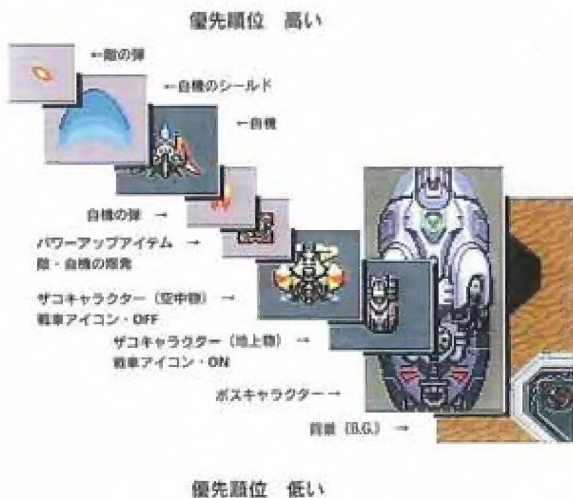 優先順位 高い
←敵の弾
←自機のシールド
←自機
自機の弾 →
パワーアップアイテム →
敵・自機の爆発
ザコキャラクター(空中物) →
戦車アイコン・OFF
ザコキャラクター(地上物) →
戦車アイコン・ON
ボスキャラクター→
背景(B.G.) →
優先順位 低い